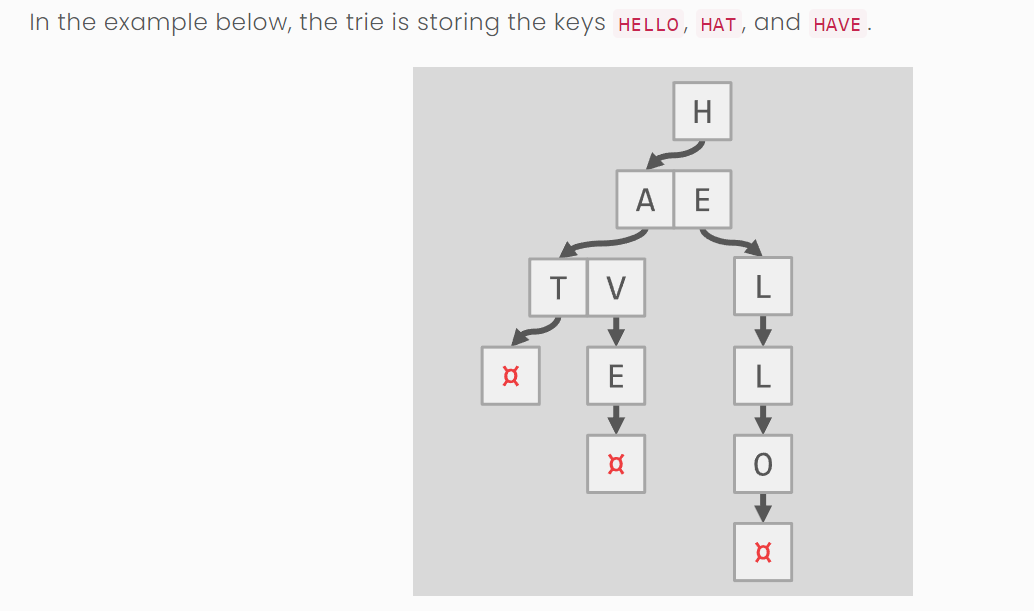 In the example below, the trie is storing the keys HELLO, HAT, and HAVE.
H
A E
T V L
¤ E L
¤ O
¤